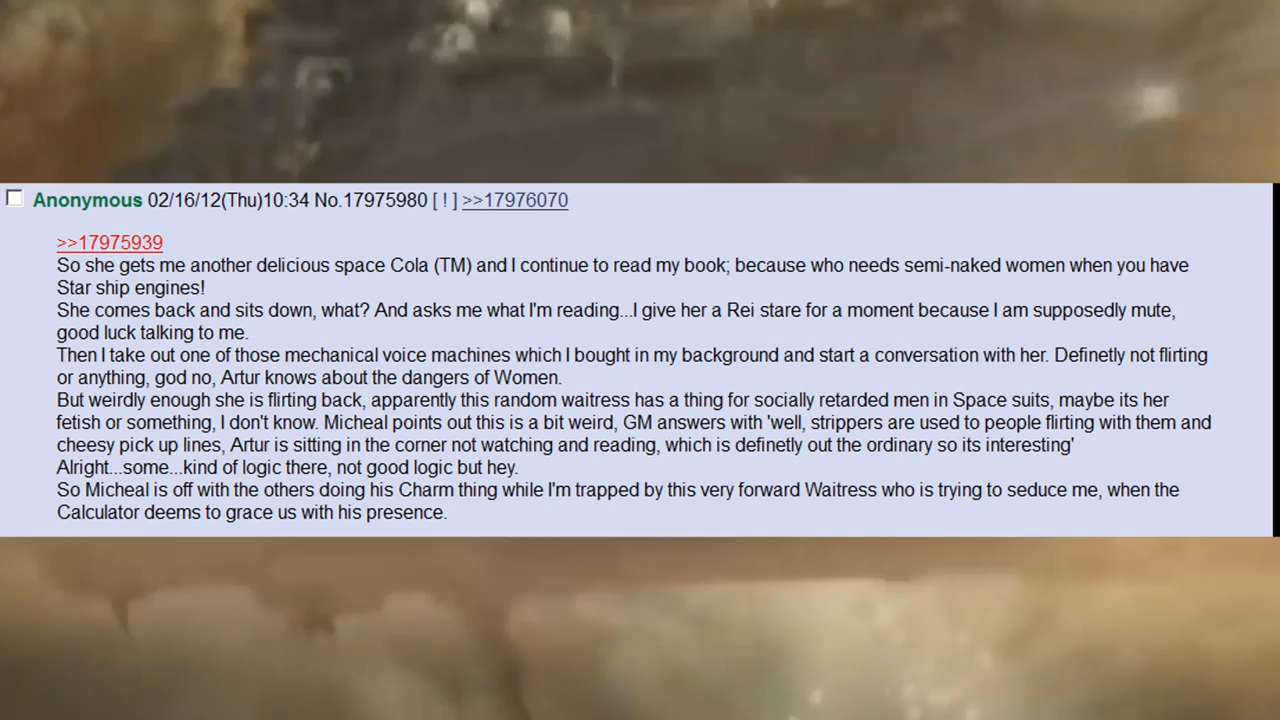 Anonymous 02/16/12(Thu)10:34 No.17975980 [ ! ] >>17976070
>>17975939
So she gets me another delicious space Cola (TM) and I continue to read my book; because who needs semi-naked women when you have
Star ship engines!
She comes back and sits down, what? And asks me what I'm reading...I give her a Rei stare for a moment because I am supposedly mute,
good luck talking to me.
Then I take out one of those mechanical voice machines which I bought in my background and start a conversation with her. Definetly not flirting
or anything, god no, Artur knows about the dangers of Women.
But weirdly enough she is flirting back, apparently this random waitress has a thing for socially retarded men in Space suits, maybe its her
fetish or something, I don't know. Micheal points out this is a bit weird, GM answers with 'well, strippers are used to people flirting with them and
cheesy pick up lines, Artur is sitting in the corner not watching and reading, which is definetly out the ordinary so its interesting'
Alright...some...kind of logic there, not good logic but hey.
So Micheal is off with the others doing his Charm thing while I'm trapped by this very forward Waitress who is trying to seduce me, when the
Calculator deems to grace us with his presence.